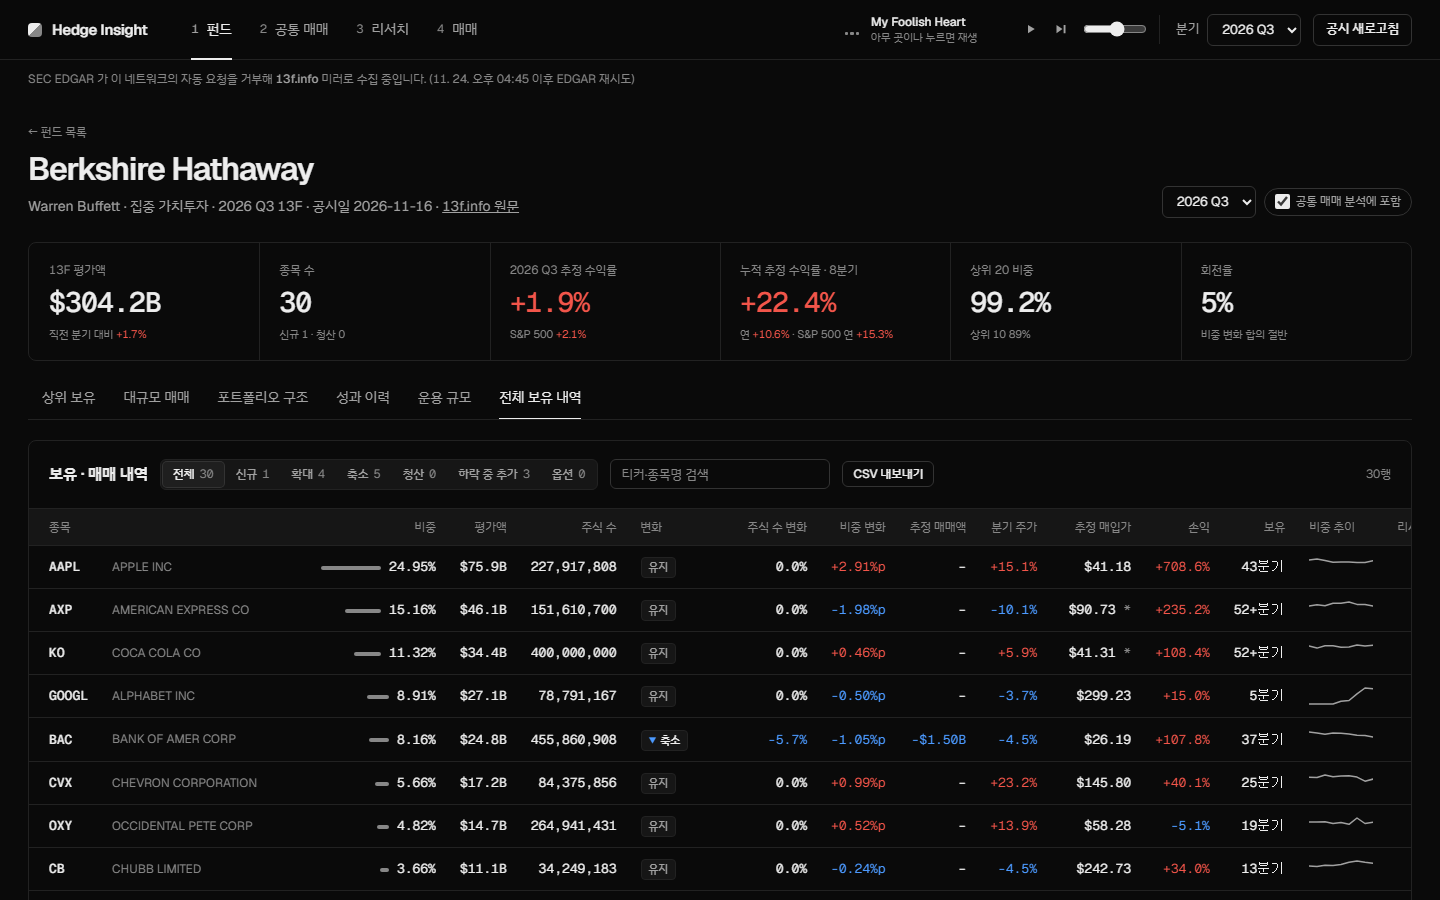 Hedge Insight 1 펀드 2 공통 매매 3 리서치 4 매매 ... My Foolish Heart 분기 2026 Q3 공시 새로고침
아무 곳이나 누르면 재생
SEC EDGAR 가 이 네트워크의 자동 요청을 거부해 13f.info 미러로 수집 중입니다. (11. 24. 오후 04:45 이후 EDGAR 재시도)
← 펀드 목록
Berkshire Hathaway
Warren Buffett · 집중 가치투자 · 2026 Q3 13F · 공시일 2026-11-16 · 13f.info 원문 2026 Q3 공통 매매 분석에 포함
13F 평가액 종목 수 2026 Q3 추정 수익률 누적 추정 수익률 · 8분기 상위 20 비중 회전율
$304.2B 30 +1.9% +22.4% 99.2% 5%
직전 분기 대비 +1.7% 신규 1 · 청산 0 S&P 500 +2.1% 연 +10.6% · S&P 500 연 +15.3% 상위 10 89% 비중 변화 합의 절반
상위 보유 대규모 매매 포트폴리오 구조 성과 이력 운용 규모 전체 보유 내역
보유 · 매매 내역 전체 30 신규 1 확대 4 축소 5 청산 0 하락 중 추가 3 옵션 0 티커·종목명 검색 CSV 내보내기 30행
종목 비중 평가액 주식 수 변화 주식 수 변화 비중 변화 추정 매매액 분기 주가 추정 매입가 손익 보유 비중 추이
AAPL APPLE INC 24.95% $75.9B 227,917,808 유지 0.0% +2.91%p – +15.1% $41.18 +708.6% 43분기
AXP AMERICAN EXPRESS CO 15.16% $46.1B 151,610,700 유지 0.0% -1.98%p – -10.1% $90.73 * +235.2% 52+분기
KO COCA COLA CO 11.32% $34.4B 400,000,000 유지 0.0% +0.46%p – +5.9% $41.31 * +108.4% 52+분기
GOOGL ALPHABET INC 8.91% $27.1B 78,791,167 유지 0.0% -0.50%p – -3.7% $299.23 +15.0% 5분기
BAC BANK OF AMER CORP 8.16% $24.8B 455,860,908 ▼ 축소 -5.7% -1.05%p -$1.50B -4.5% $26.19 +107.8% 37분기
CVX CHEVRON CORPORATION 5.66% $17.2B 84,375,856 유지 0.0% +0.99%p – +23.2% $145.80 +40.1% 25분기
OXY OCCIDENTAL PETE CORP 4.82% $14.7B 264,941,431 유지 0.0% +0.52%p – +13.9% $58.28 -5.1% 19분기
CB CHUBB LIMITED 3.66% $11.1B 34,249,183 유지 0.0% -0.24%p – -4.5% $242.73 +34.0% 13분기